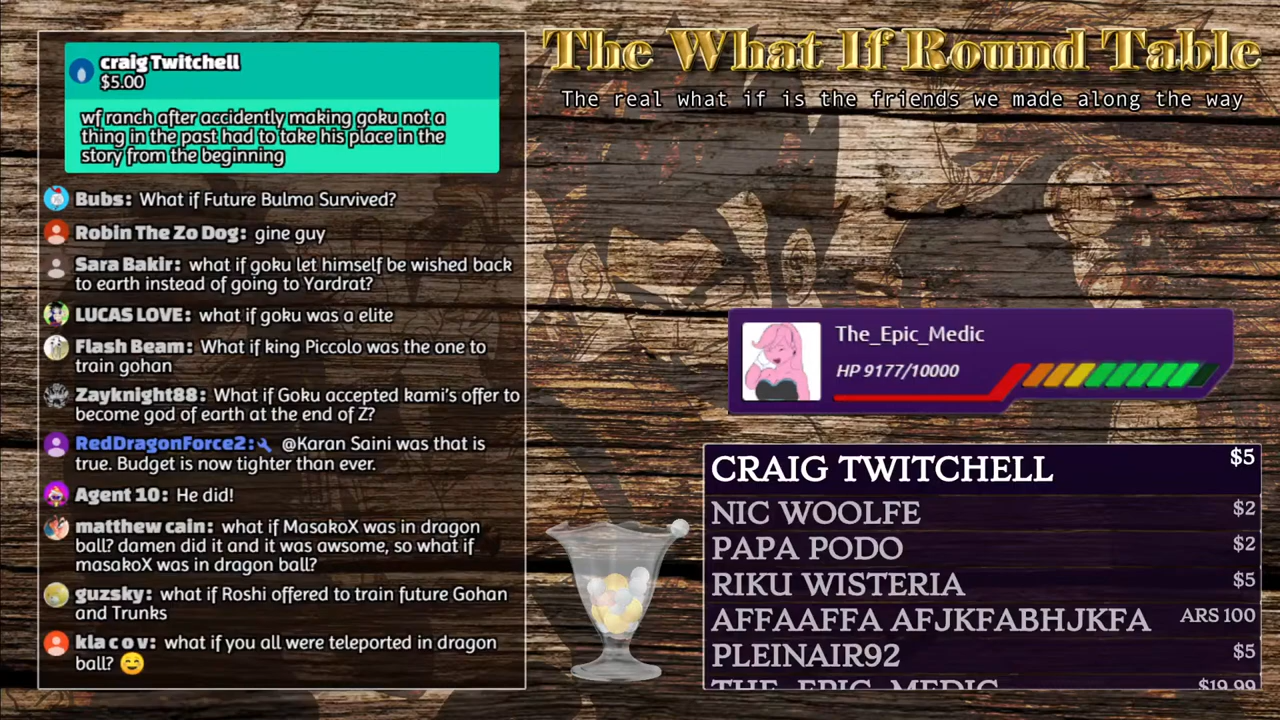 craig Twitchell
$5.00
wf ranch after accidently making goku not a
thing in the past had to take his place in the
story from the beginning
Bubs: What if Future Bulma Survived?
Robin The Zo Dog: gine guy
Sara Bakir: what if goku let himself be wished back
to earth instead of going to Yardrat?
LUCAS LOVE: what if goku was a elite
Flash Beam: What if king Piccolo was the one to
train gohan
Zayknight88: What if Goku accepted kami's offer to
become god of earth at the end of Z?
RedDragonForce2: @Karan Saini was that is
true. Budget is now tighter than ever.
Agent 10: He did!
matthew cain: what if MasakoX was in dragon
ball? damen did it and it was awsome, so what if
masakoX was in dragon ball?
guzsky: what if Roshi offered to train future Gohan
and Trunks
kla c o v: what if you all were teleported in dragon
ball? 😊
The What If Round Table
The real what if is the friends we made along the way
The_Epic_Medic
HP 9177/10000
CRAIG TWITCHELL $5
NIC WOOLFE $2
PAPA PODO $2
RIKU WISTERIA $5
AFFAAFFA AFJKFABHJKFA ARS 100
PLEINAIR92 $5
THE_EPIC_MEDIC $19.99